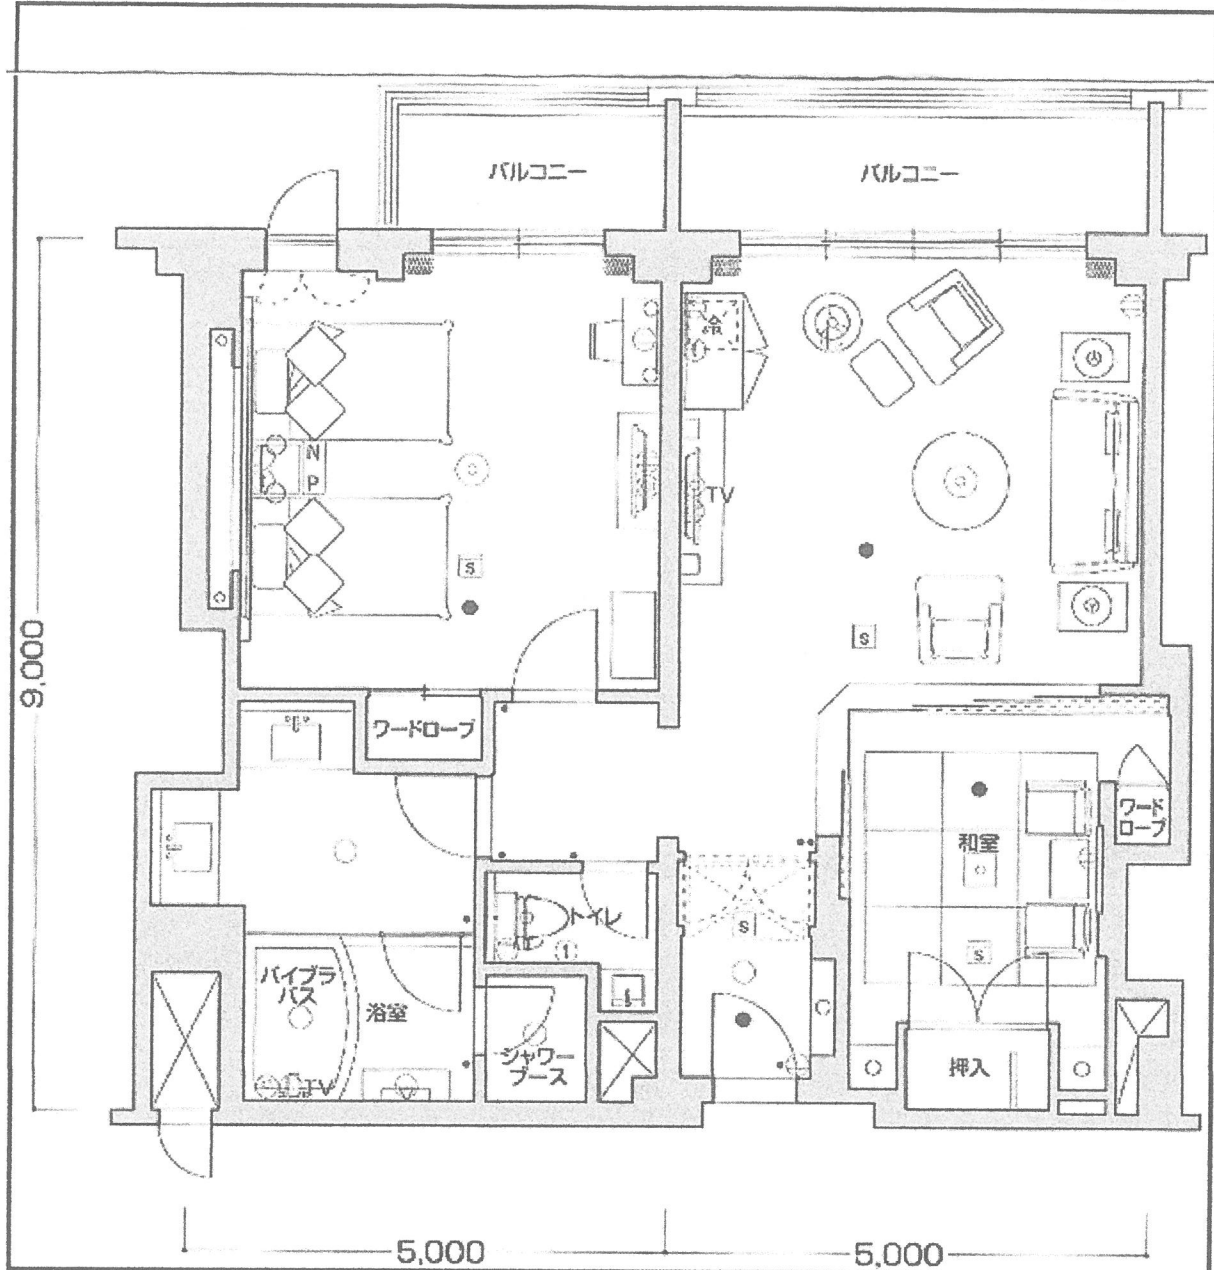 バルコニー
バルコニー
冷
N
P
TV
S
S
9,000
ワードローブ
ワード
ローブ
和室
トイレ
S
S
1
バイブラ
バス
浴室
シャワー
ブース
TV
押入
5,000
5,000